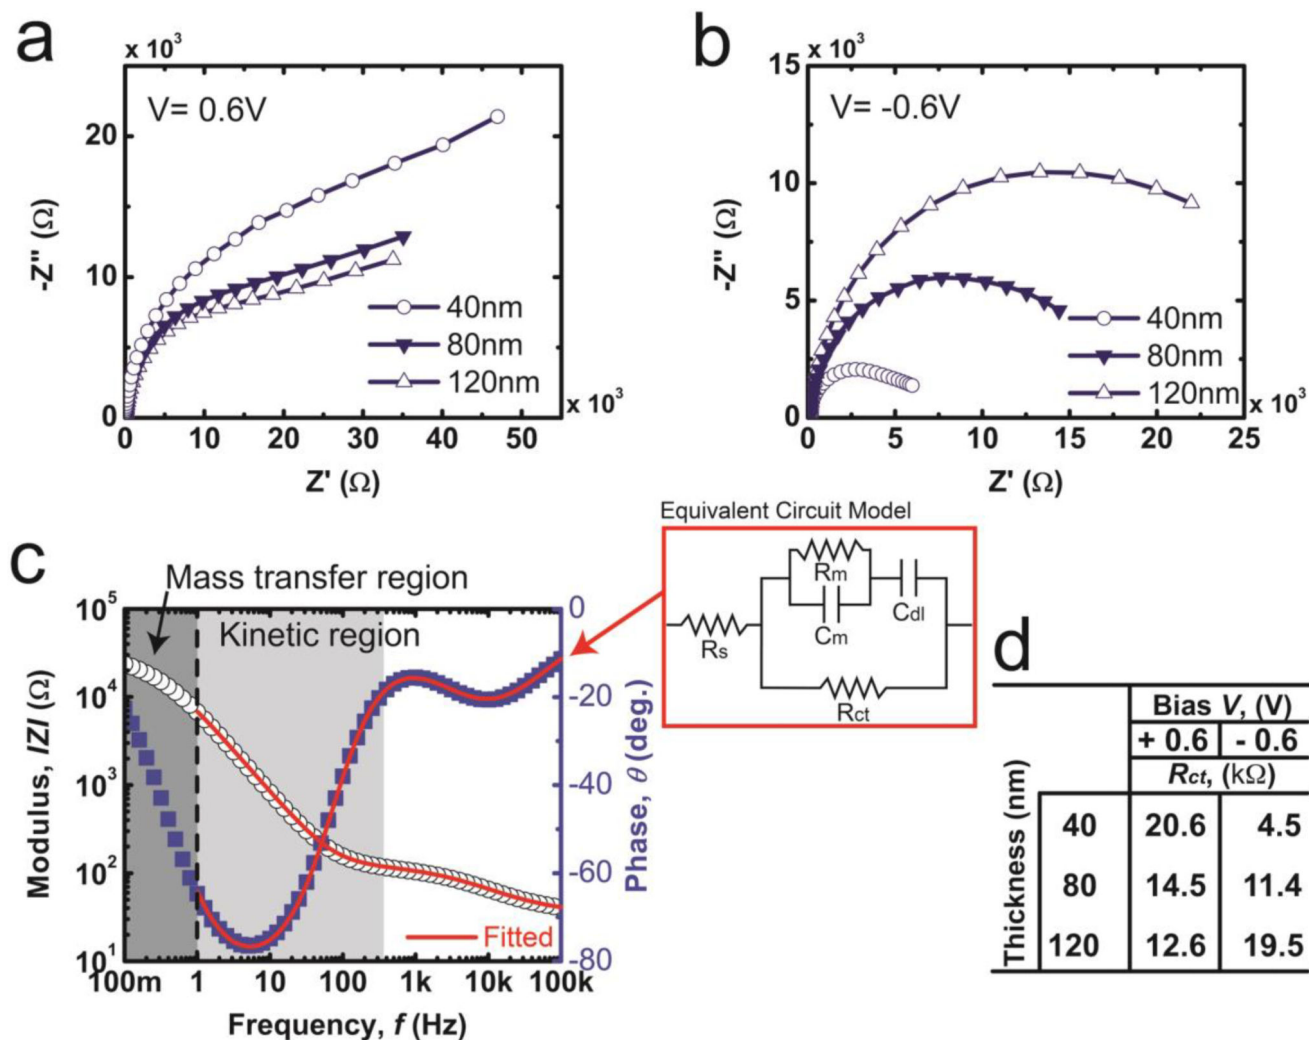 a
x 10³
V= 0.6V
20
10
0
-Z'' (Ω)
40nm
80nm
120nm
0 10 20 30 40 50
x 10³
Z' (Ω)
b
x 10³
V= -0.6V
15
10
5
0
-Z'' (Ω)
40nm
80nm
120nm
0 5 10 15 20 25
x 10³
Z' (Ω)
c
Mass transfer region
Kinetic region
10⁵
10⁴
10³
10²
10¹
Modulus, IZI (Ω)
0
-20
-40
-60
-80
Phase, θ (deg.)
Fitted
100m 1 10 100 1k 10k 100k
Frequency, f (Hz)
Equivalent Circuit Model
Rm
Cm
Cdl
Rs
Rct
d
Bias V, (V)
+ 0.6 - 0.6
Rct, (kΩ)
Thickness (nm)
40 20.6 4.5
80 14.5 11.4
120 12.6 19.5